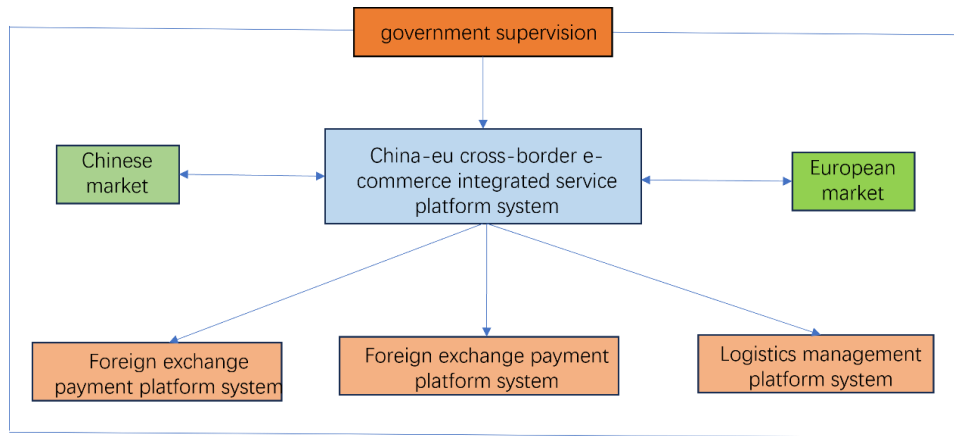 government supervision
Chinese
market
China-eu cross-border e-
commerce integrated service
platform system
European
market
Foreign exchange
payment platform system
Foreign exchange payment
platform system
Logistics management
platform system